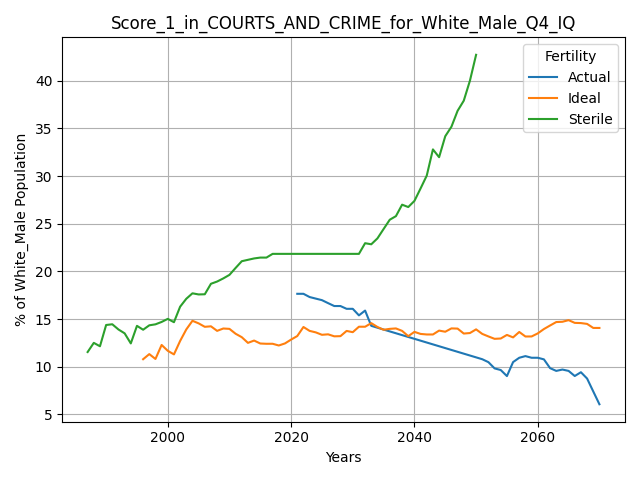 Score_1_in_COURTS_AND_CRIME_for_White_Male_Q4_IQ
% of White_Male Population
40
35
30
25
20
15
10
5
2000
2020
2040
2060
Years
Fertility
Actual
Ideal
Sterile